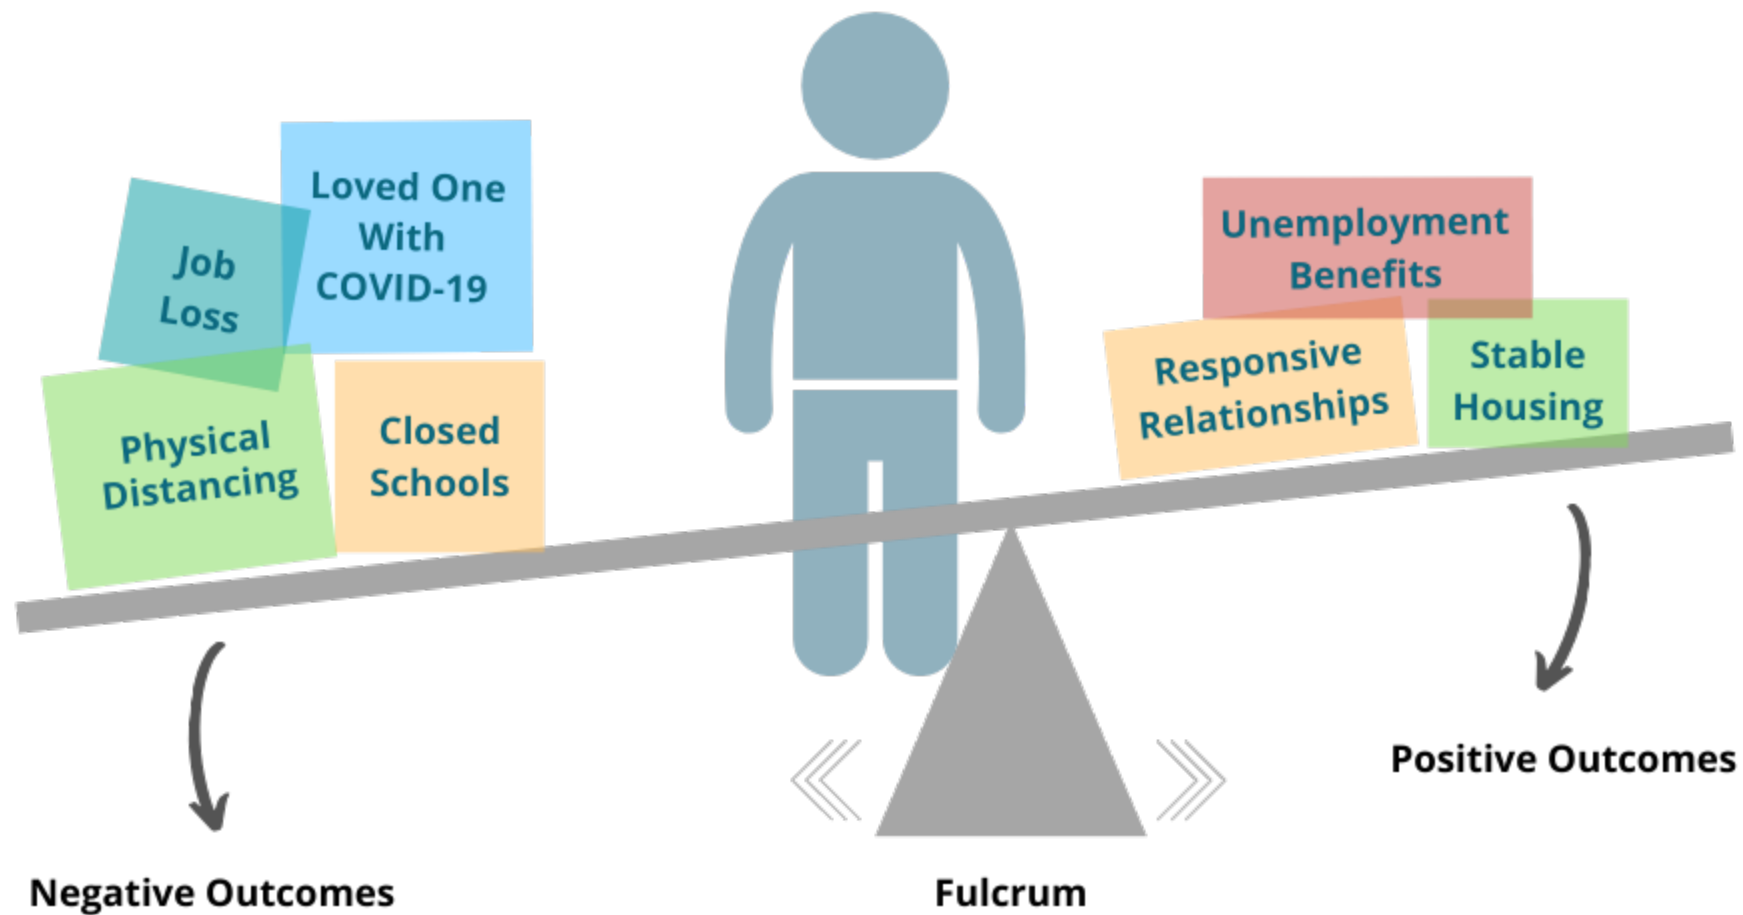 Loved One
With
COVID-19
Job
Loss
Physical
Distancing
Closed
Schools
Unemployment
Benefits
Responsive
Relationships
Stable
Housing
Positive Outcomes
Negative Outcomes
Fulcrum